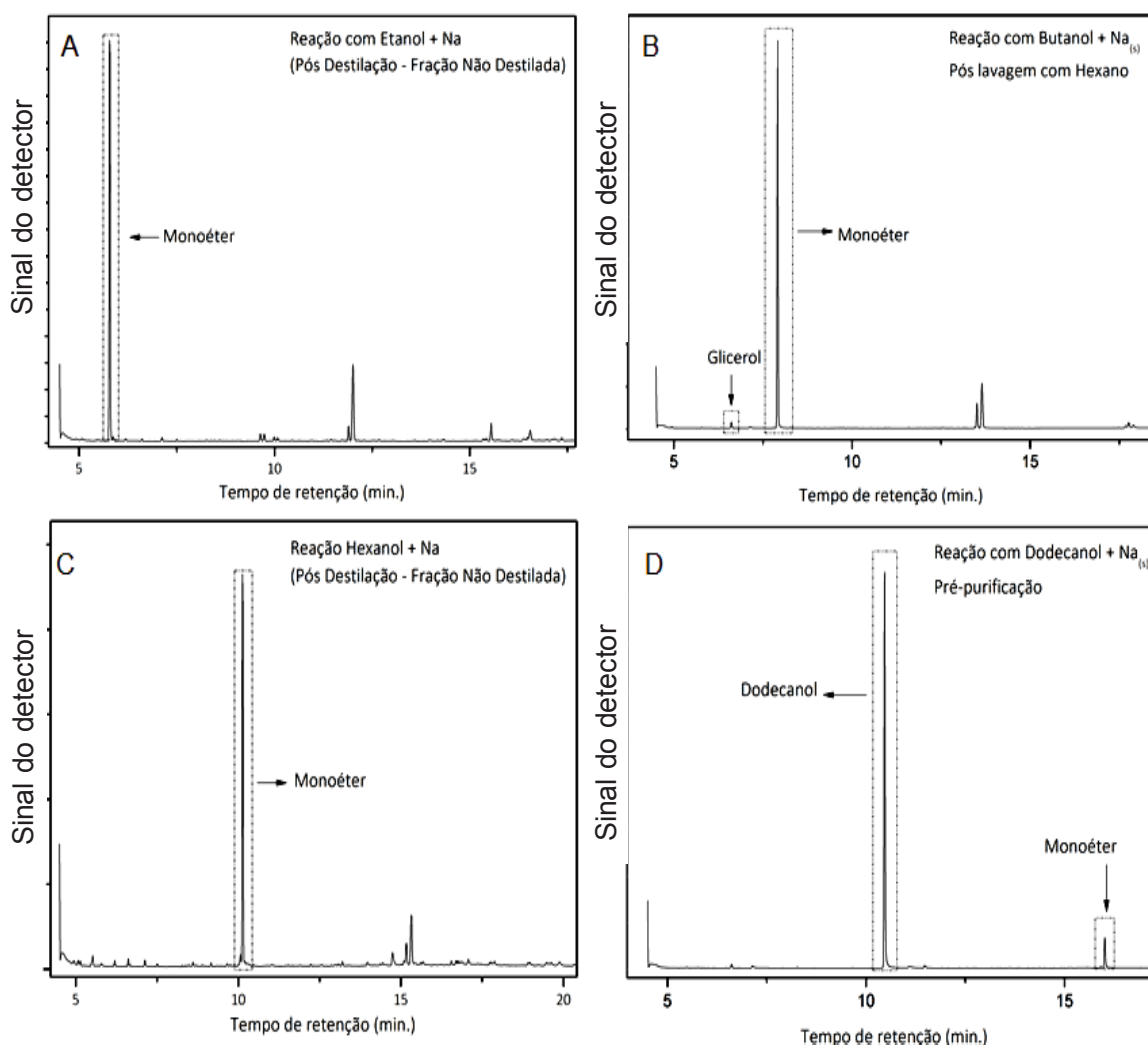 A
Reação com Etanol + Na
(Pós Destilação - Fração Não Destilada)
Sinal do detector
Monoéter
5
10
15
Tempo de retenção (min.)
B
Reação com Butanol + Na(s)
Pós lavagem com Hexano
Sinal do detector
Monoéter
Glicerol
5
10
15
Tempo de retenção (min.)
C
Reação Hexanol + Na
(Pós Destilação - Fração Não Destilada)
Sinal do detector
Monoéter
5
10
15
20
Tempo de retenção (min.)
D
Reação com Dodecanol + Na(s)
Pré-purificação
Sinal do detector
Dodecanol
Monoéter
10
15
Tempo de retenção (min.)